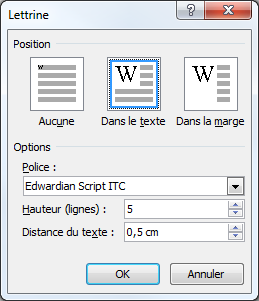 Lettrine
Position
W W W
Aucune Dans le texte Dans la marge
Options
Police :
Edwardian Script ITC
Hauteur (lignes) : 5
Distance du texte : 0,5 cm
OK Annuler